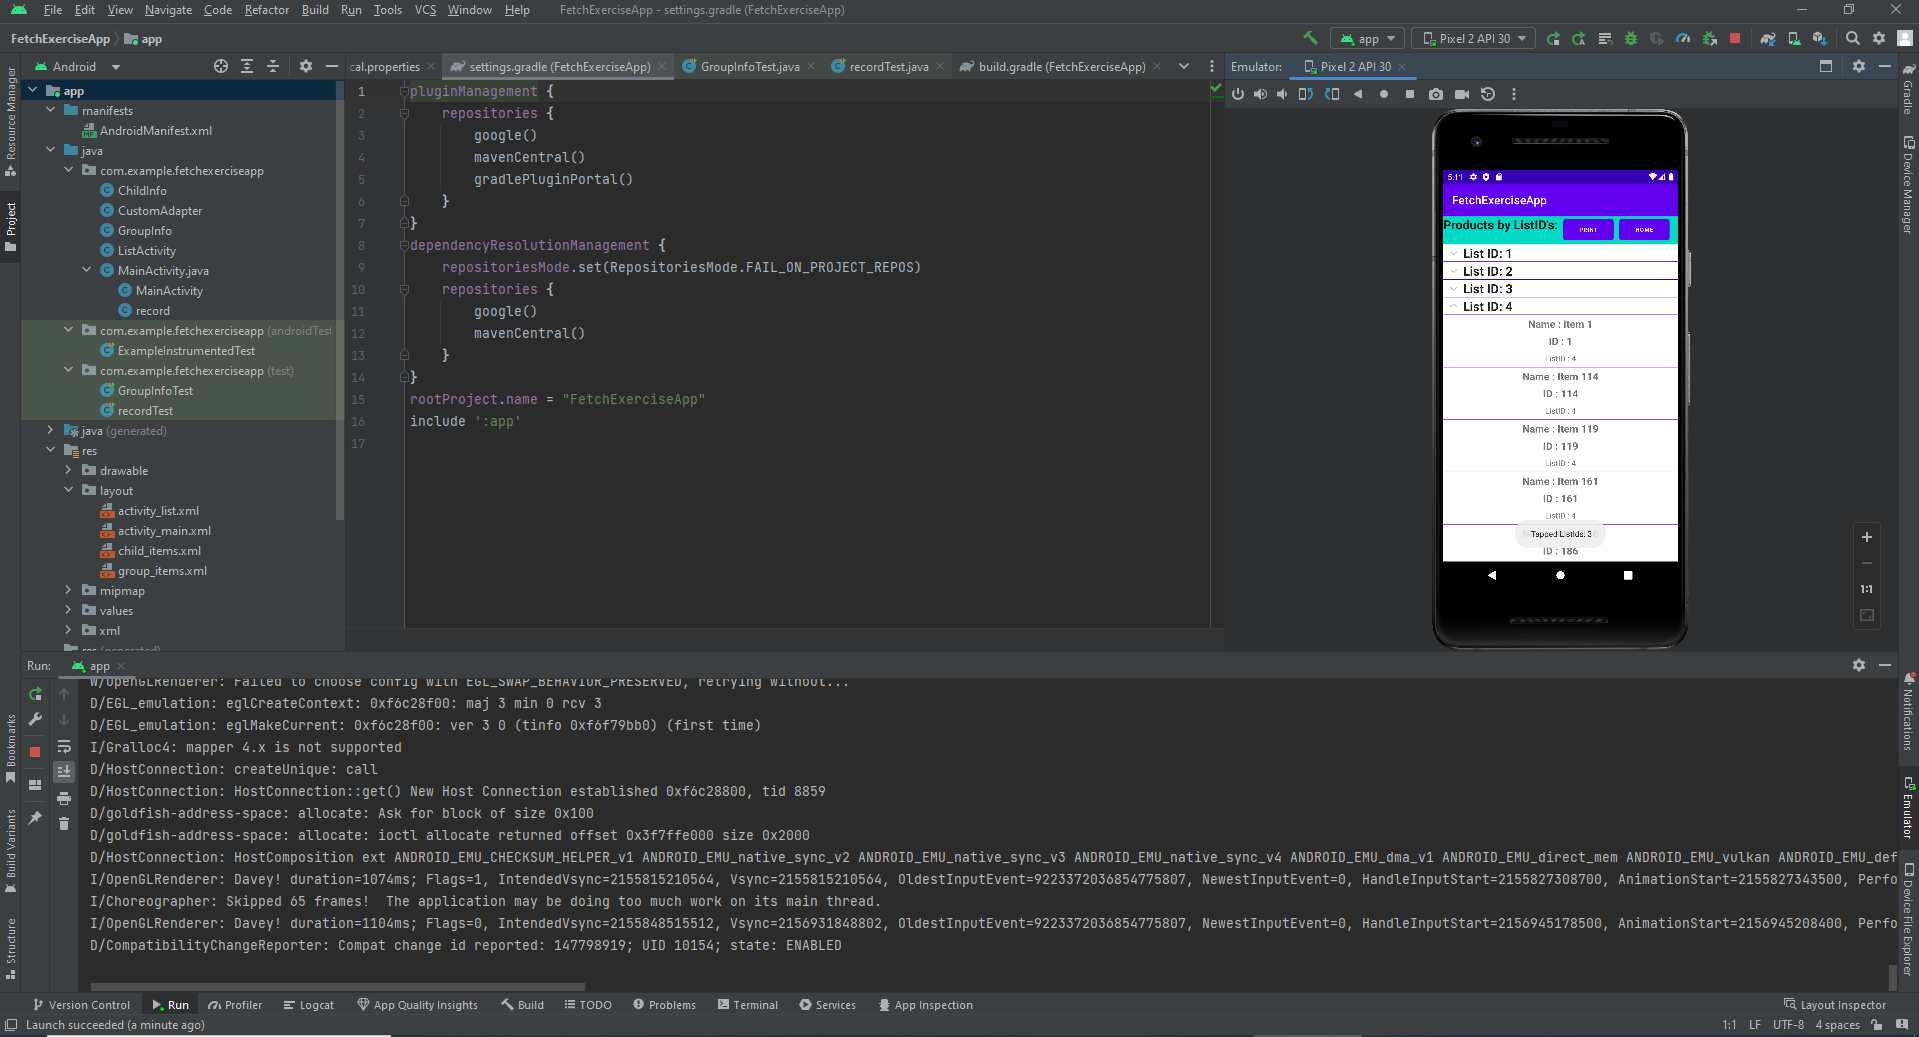 File Edit View Navigate Code Refactor Build Run Tools VCS Window Help FetchExerciseApp - settings.gradle (FetchExerciseApp)
FetchExerciseApp app
app Pixel 2 API 30
Android
cal.properties settings.gradle (FetchExerciseApp) GroupInfoTest.java recordTest.java build.gradle (FetchExerciseApp)
Emulator: Pixel 2 API 30
Resource Manager
Project
Bookmarks
Build Variants
Structure
app
manifests
AndroidManifest.xml
java
com.example.fetchexerciseapp
ChildInfo
CustomAdapter
GroupInfo
ListActivity
MainActivity.java
MainActivity
record
com.example.fetchexerciseapp (androidTest
ExampleInstrumentedTest
com.example.fetchexerciseapp (test)
GroupInfoTest
recordTest
java (generated)
res
drawable
layout
activity_list.xml
activity_main.xml
child_items.xml
group_items.xml
mipmap
values
xml
res (generated)
1 pluginManagement {
2 repositories {
3 google()
4 mavenCentral()
5 gradlePluginPortal()
6 }
7 }
8 dependencyResolutionManagement {
9 repositoriesMode.set(RepositoriesMode.FAIL_ON_PROJECT_REPOS)
10 repositories {
11 google()
12 mavenCentral()
13 }
14 }
15 rootProject.name = "FetchExerciseApp"
16 include ':app'
17
5:11
FetchExerciseApp
Products by ListID's: PRINT HOME
List ID: 1
List ID: 2
List ID: 3
List ID: 4
Name : Item 1
ID : 1
ListID : 4
Name : Item 114
ID : 114
ListID : 4
Name : Item 119
ID : 119
ListID : 4
Name : Item 161
ID : 161
ListID : 4
Tapped ListIds: 3
ID : 186
1:1
Gradle
Device Manager
Notifications
Emulator
Device File Explorer
Run: app
W/OpenGLRenderer: Failed to choose config with EGL_SWAP_BEHAVIOR_PRESERVED, retrying without...
D/EGL_emulation: eglCreateContext: 0xf6c28f00: maj 3 min 0 rcv 3
D/EGL_emulation: eglMakeCurrent: 0xf6c28f00: ver 3 0 (tinfo 0xf6f79bb0) (first time)
I/Gralloc4: mapper 4.x is not supported
D/HostConnection: createUnique: call
D/HostConnection: HostConnection::get() New Host Connection established 0xf6c28800, tid 8859
D/goldfish-address-space: allocate: Ask for block of size 0x100
D/goldfish-address-space: allocate: ioctl allocate returned offset 0x3f7ffe000 size 0x2000
D/HostConnection: HostComposition ext ANDROID_EMU_CHECKSUM_HELPER_v1 ANDROID_EMU_native_sync_v2 ANDROID_EMU_native_sync_v3 ANDROID_EMU_native_sync_v4 ANDROID_EMU_dma_v1 ANDROID_EMU_direct_mem ANDROID_EMU_vulkan ANDROID_EMU_def
I/OpenGLRenderer: Davey! duration=1074ms; Flags=1, IntendedVsync=2155815210564, Vsync=2155815210564, OldestInputEvent=9223372036854775807, NewestInputEvent=0, HandleInputStart=2155827308700, AnimationStart=2155827343500, Perfo
I/Choreographer: Skipped 65 frames!  The application may be doing too much work on its main thread.
I/OpenGLRenderer: Davey! duration=1104ms; Flags=0, IntendedVsync=2155848515512, Vsync=2156931848802, OldestInputEvent=9223372036854775807, NewestInputEvent=0, HandleInputStart=2156945178500, AnimationStart=2156945208400, Perfo
D/CompatibilityChangeReporter: Compat change id reported: 147798919; UID 10154; state: ENABLED
Version Control Run Profiler Logcat App Quality Insights Build TODO Problems Terminal Services App Inspection Layout Inspector
Launch succeeded (a minute ago) 1:1 LF UTF-8 4 spaces